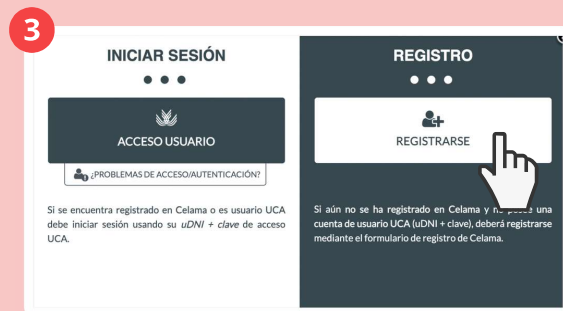 3
INICIAR SESIÓN
ACCESO USUARIO
¿PROBLEMAS DE ACCESO/AUTENTICACIÓN?
Si se encuentra registrado en Celama o es usuario UCA
debe iniciar sesión usando su uDNI + clave de acceso
UCA.
REGISTRO
REGISTRARSE
Si aún no se ha registrado en Celama y no posee una
cuenta de usuario UCA (uDNI + clave), deberá registrarse
mediante el formulario de registro de Celama.